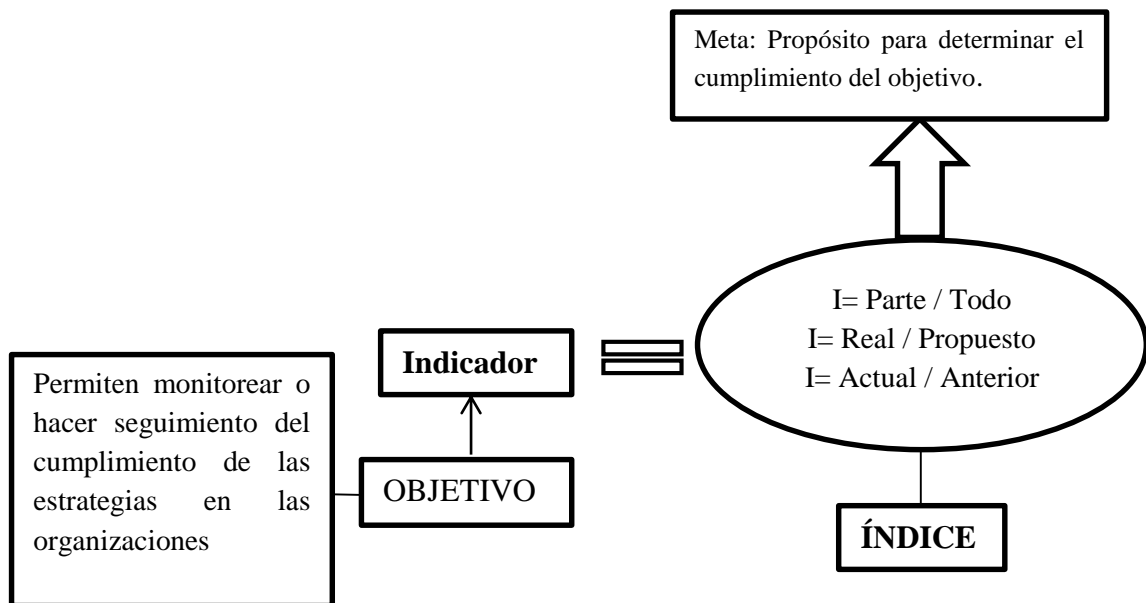 Meta: Propósito para determinar el
cumplimiento del objetivo.
I= Parte / Todo
I= Real / Propuesto
I= Actual / Anterior
Indicador
Permiten monitorear o
hacer seguimiento del
cumplimiento de las
estrategias en las
organizaciones
OBJETIVO
ÍNDICE